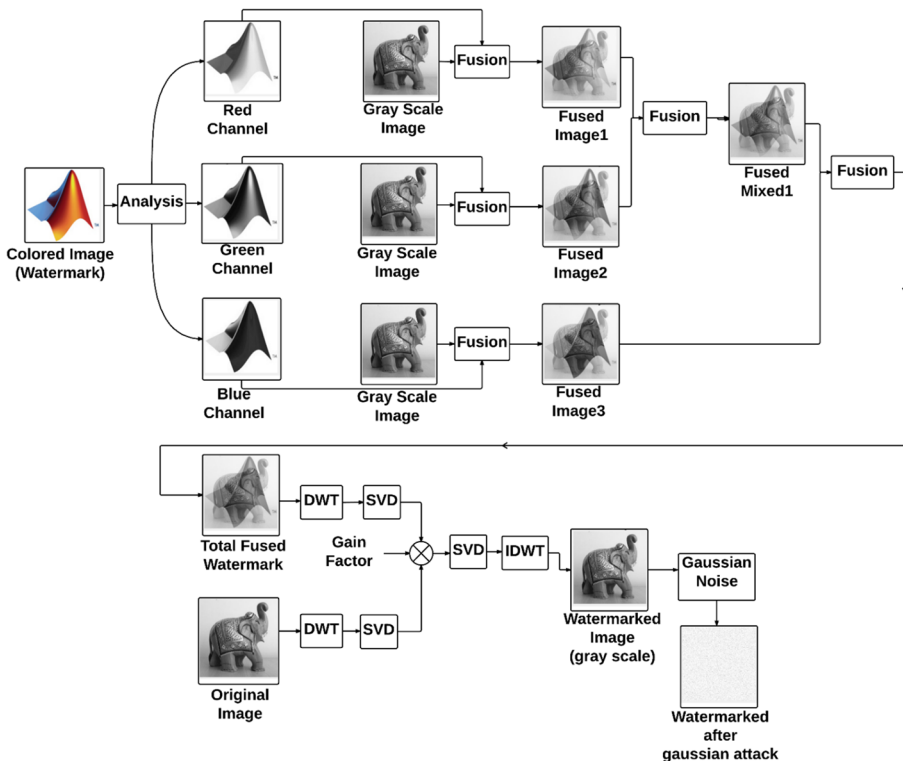 Red
Channel
Gray Scale
Image
Fusion
Fused
Image1
Fusion
Fused
Mixed1
Fusion
Colored Image
(Watermark)
Analysis
Green
Channel
Gray Scale
Image
Fusion
Fused
Image2
Blue
Channel
Gray Scale
Image
Fusion
Fused
Image3
Total Fused
Watermark
DWT
SVD
Gain
Factor
SVD
IDWT
Original
Image
DWT
SVD
Watermarked
Image
(gray scale)
Gaussian
Noise
Watermarked
after
gaussian attack